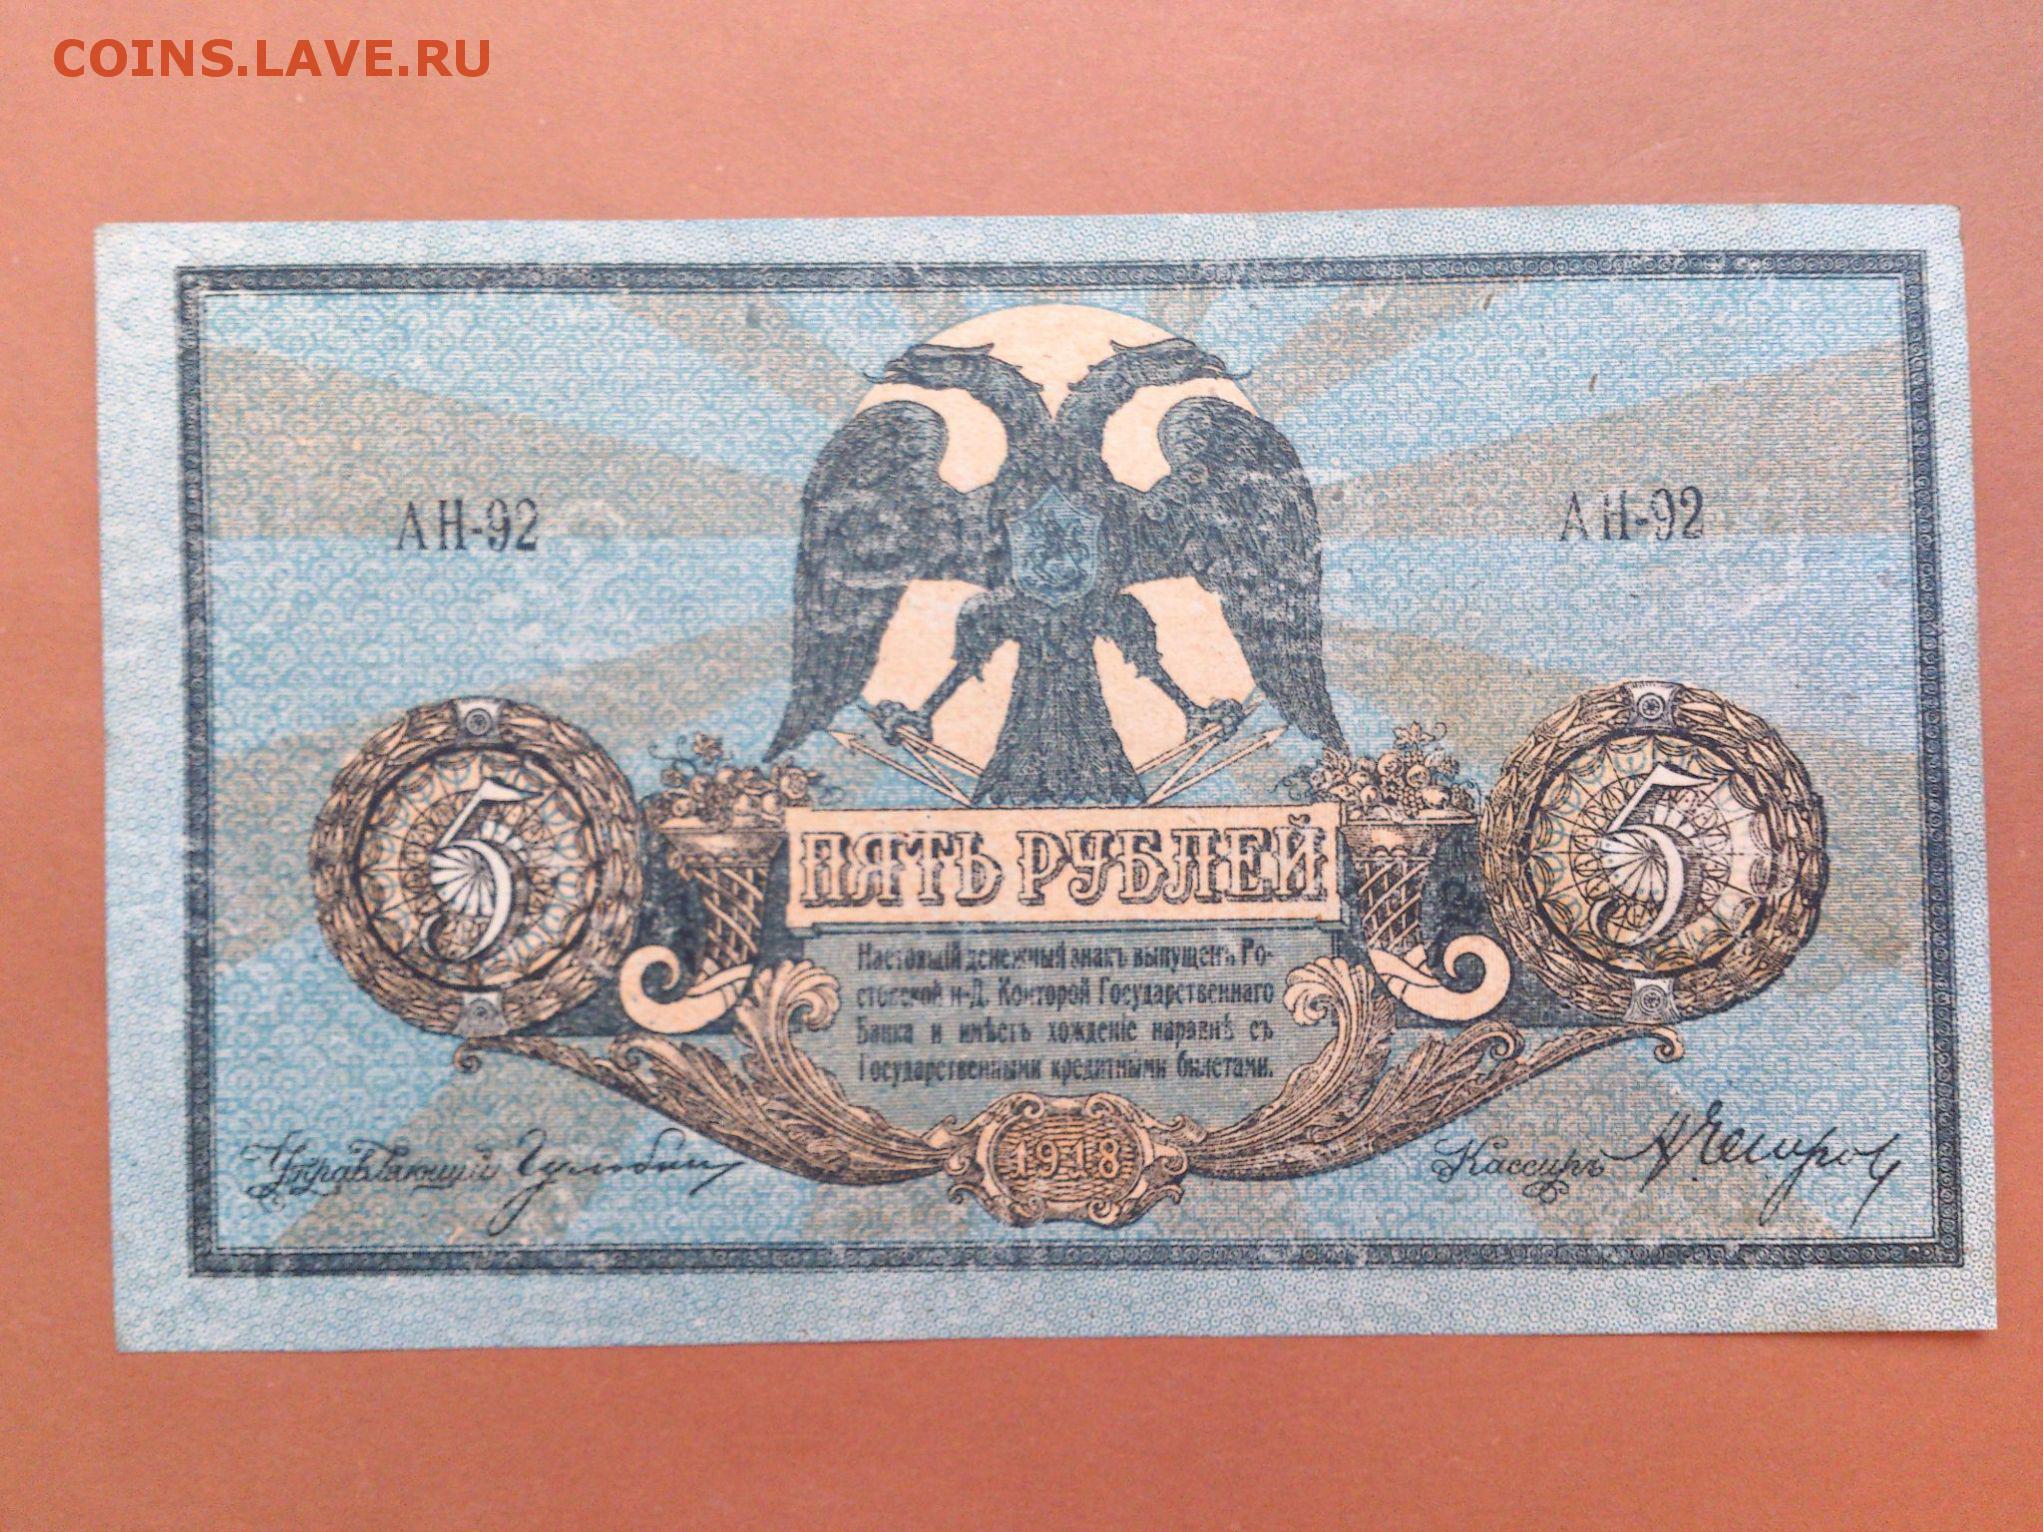 COINS.LAVE.RU
АН-92
АН-92
5
5
ПЯТЬ РУБЛЕЙ
Настоящій денежный знакъ выпущенъ Ро-
стовской н-Д. Конторой Государственнаго
Банка и имѣетъ хожденіе наравнѣ съ
Государственными кредитными билетами.
Управляющій
Кассиръ
1918